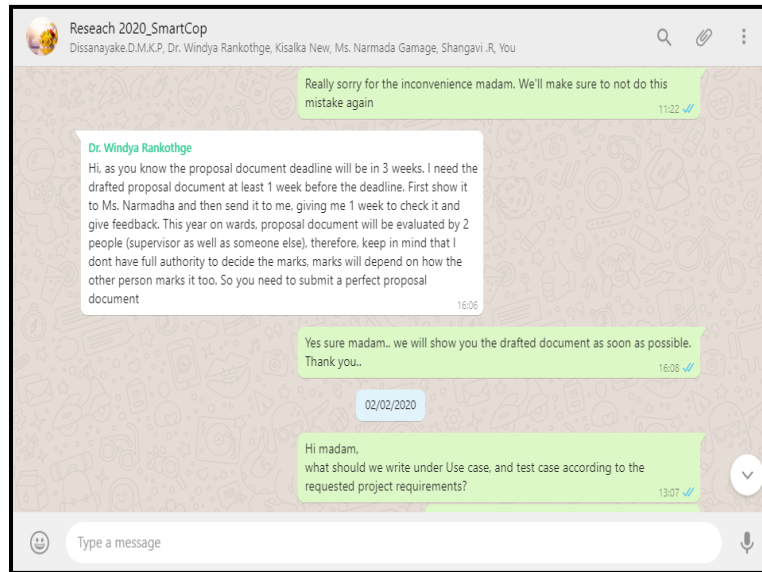 Reseach 2020_SmartCop
Dissanayake.D.M.K.P, Dr. Windya Rankothge, Kisalka New, Ms. Narmada Gamage, Shangavi .R, You
Really sorry for the inconvenience madam. We'll make sure to not do this
mistake again
11:22
Dr. Windya Rankothge
Hi, as you know the proposal document deadline will be in 3 weeks. I need the
drafted proposal document at least 1 week before the deadline. First show it
to Ms. Narmadha and then send it to me, giving me 1 week to check it and
give feedback. This year on wards, proposal document will be evaluated by 2
people (supervisor as well as someone else), therefore, keep in mind that I
dont have full authority to decide the marks, marks will depend on how the
other person marks it too. So you need to submit a perfect proposal
document
16:06
Yes sure madam.. we will show you the drafted document as soon as possible.
Thank you..
16:08
02/02/2020
Hi madam,
what should we write under Use case, and test case according to the
requested project requirements?
13:07
Type a message